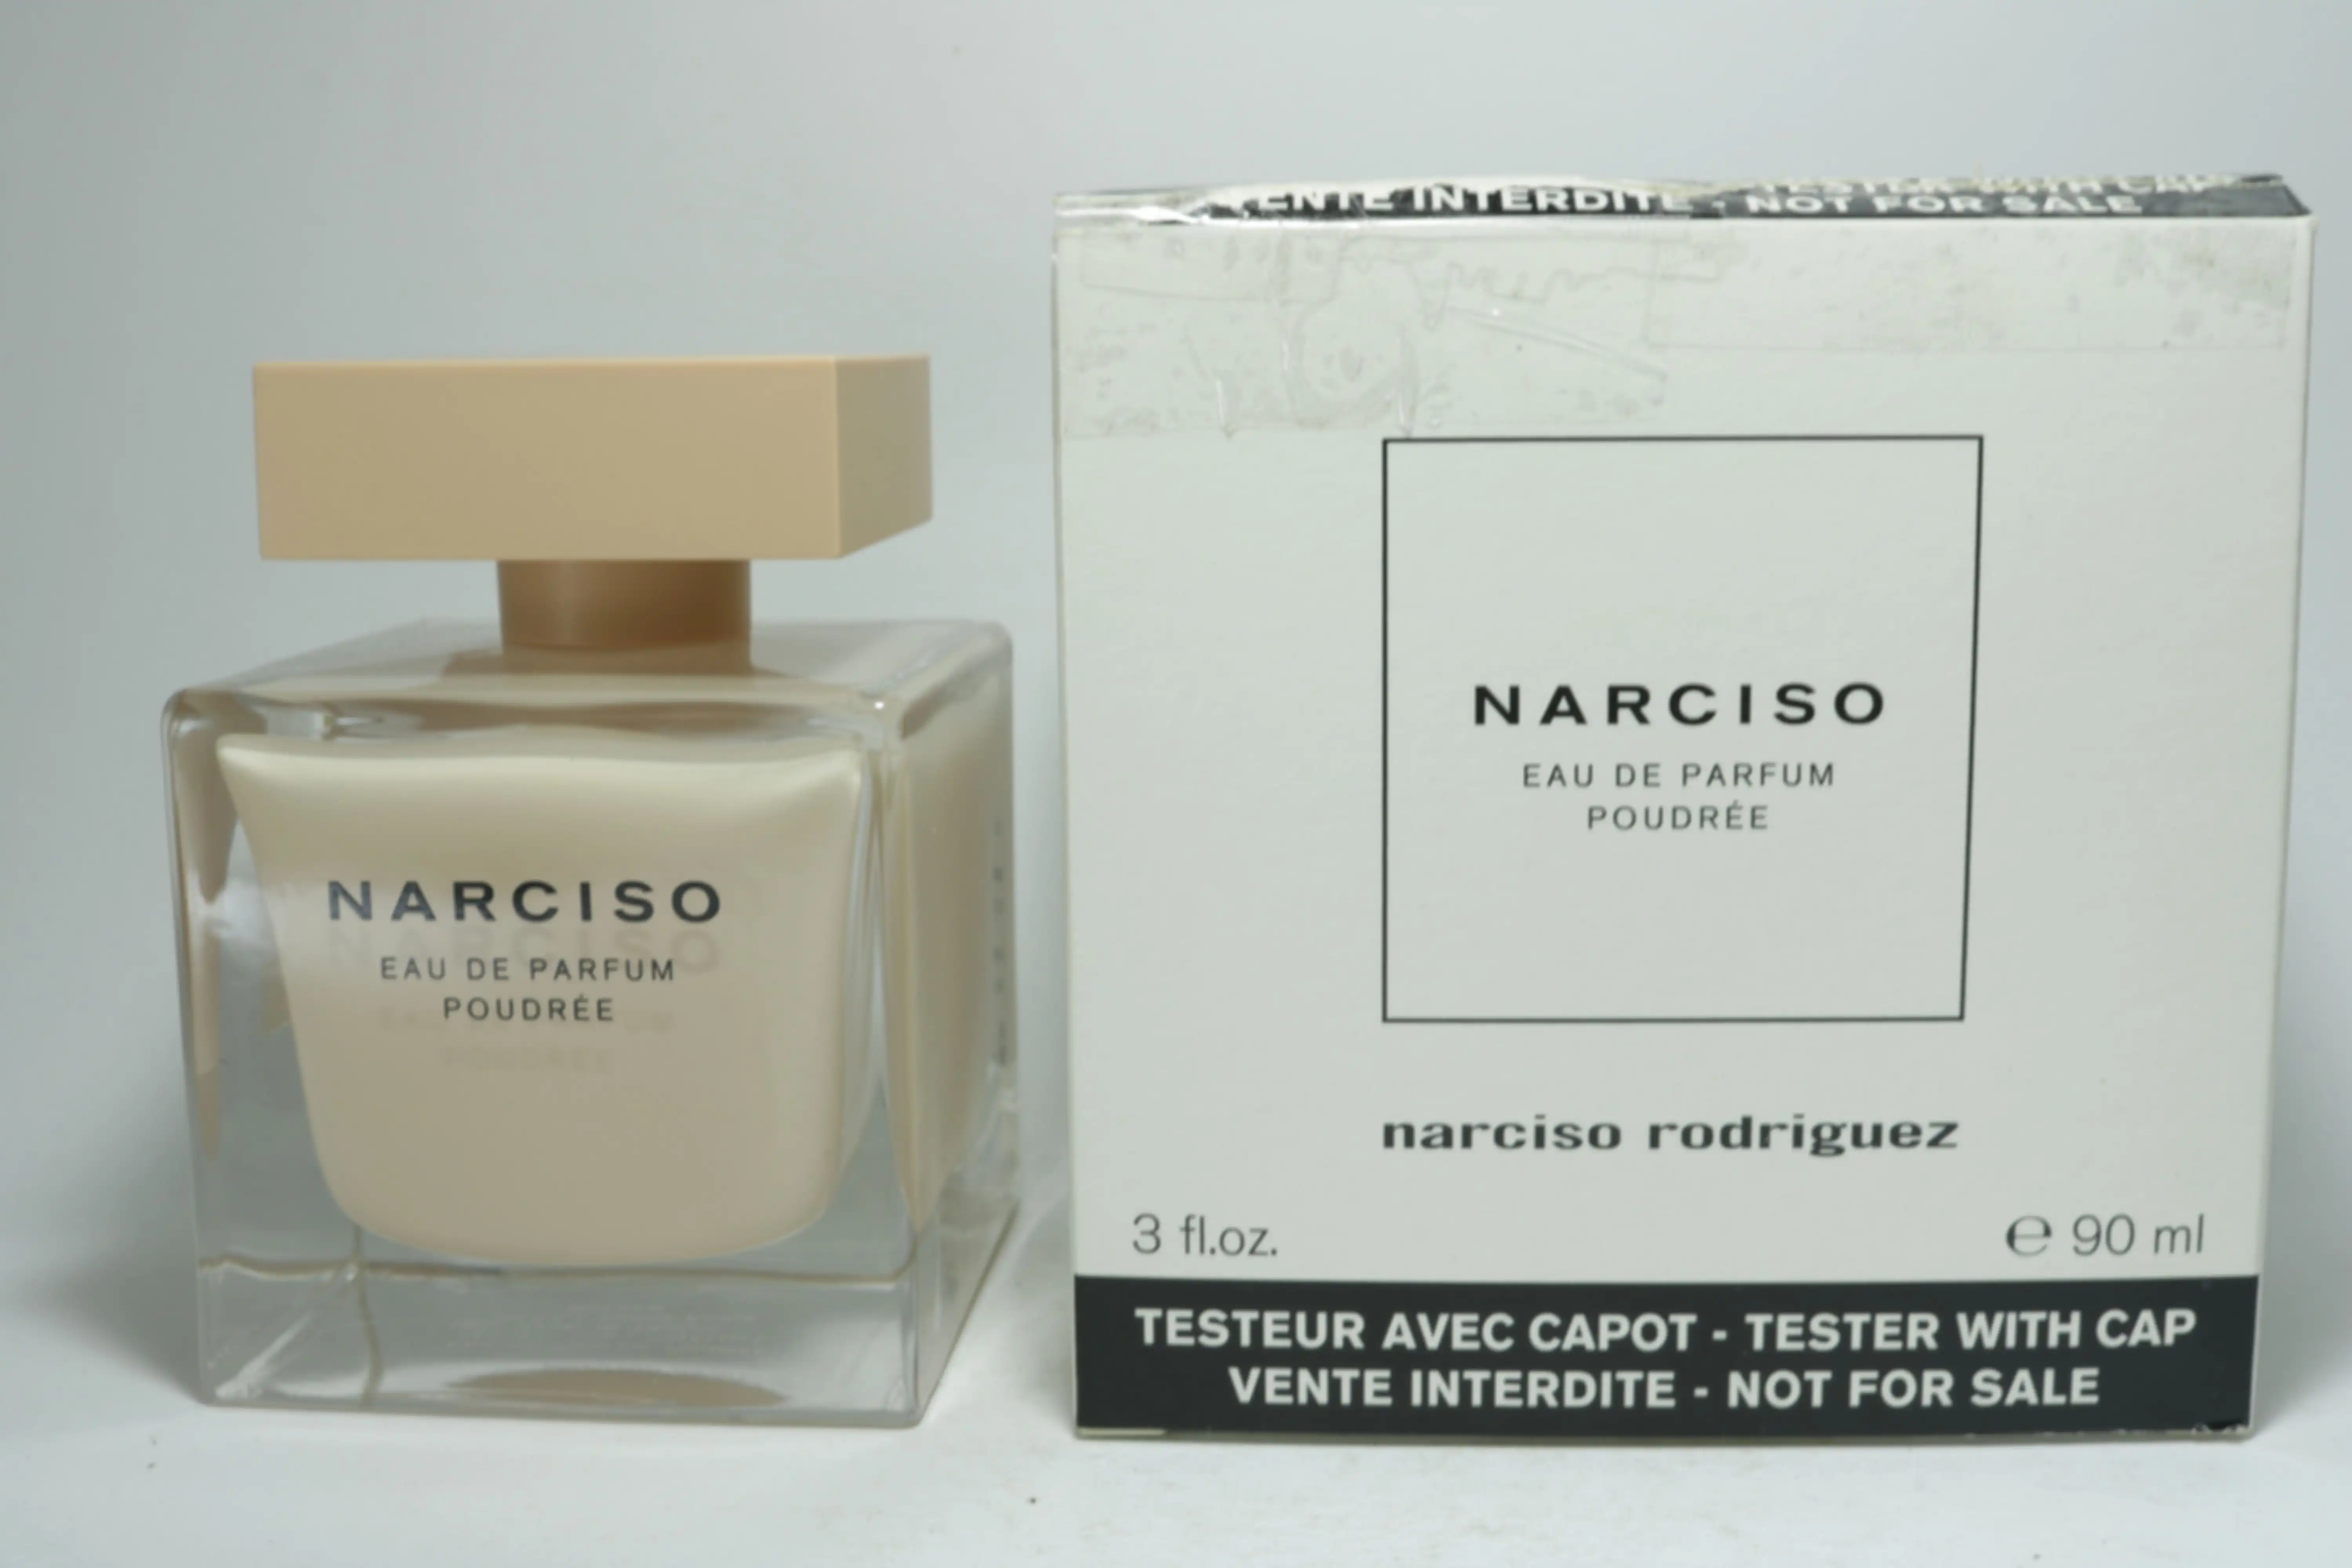 NARCISO
EAU DE PARFUM
POUDRÉE
VENTE INTERDITE - NOT FOR SALE
NARCISO
EAU DE PARFUM
POUDRÉE
narciso rodriguez
3 fl.oz.
℮ 90 ml
TESTEUR AVEC CAPOT - TESTER WITH CAP
VENTE INTERDITE - NOT FOR SALE